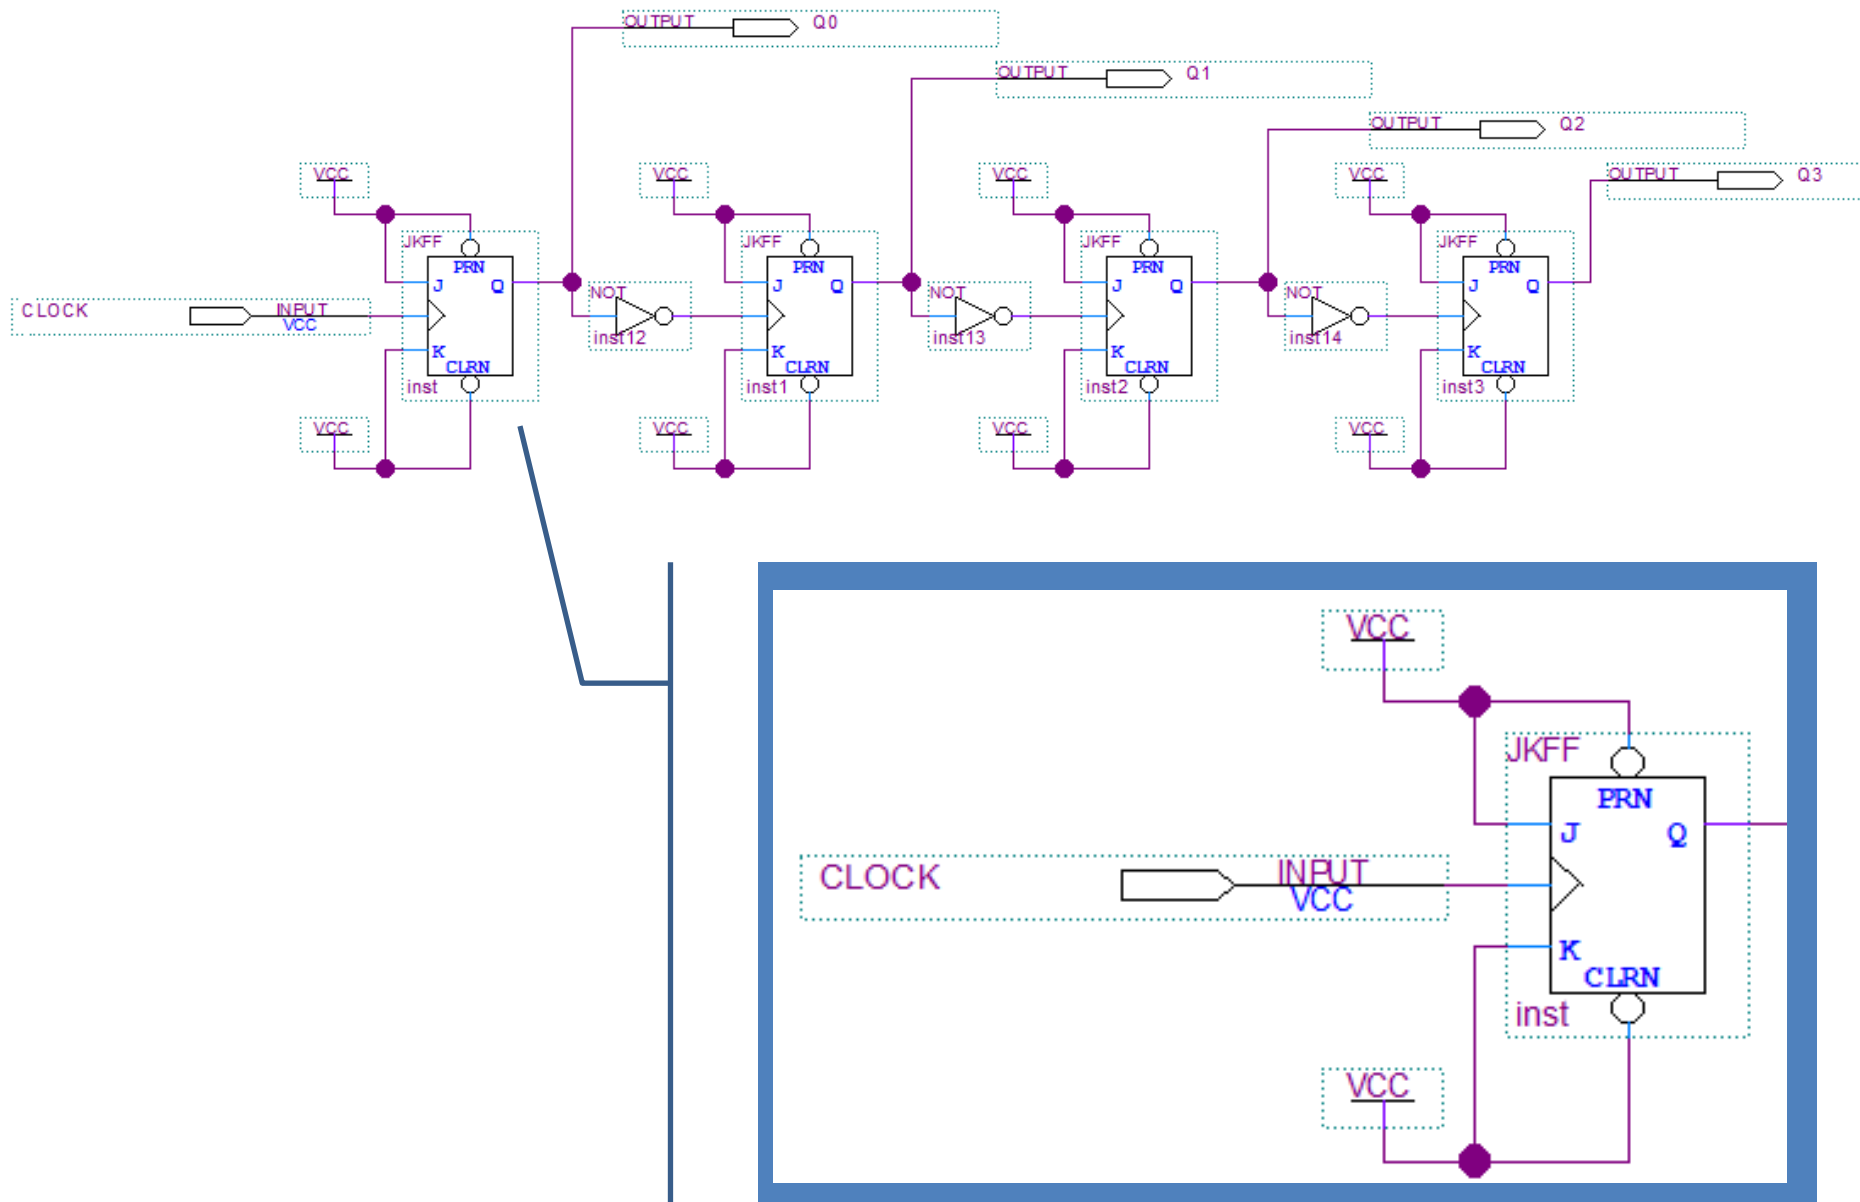 OUTPUT Q0
OUTPUT Q1
OUTPUT Q2
VCC VCC VCC VCC OUTPUT Q3
JKFF JKFF JKFF JKFF
PRN PRN PRN PRN
J Q NOT J Q NOT J Q NOT J Q
CLOCK INPUT
VCC inst12 inst13 inst14
K K K K
CLRN CLRN CLRN CLRN
inst inst1 inst2 inst3
VCC VCC VCC VCC
VCC
JKFF
PRN
J Q
CLOCK INPUT
VCC
K
CLRN
inst
VCC